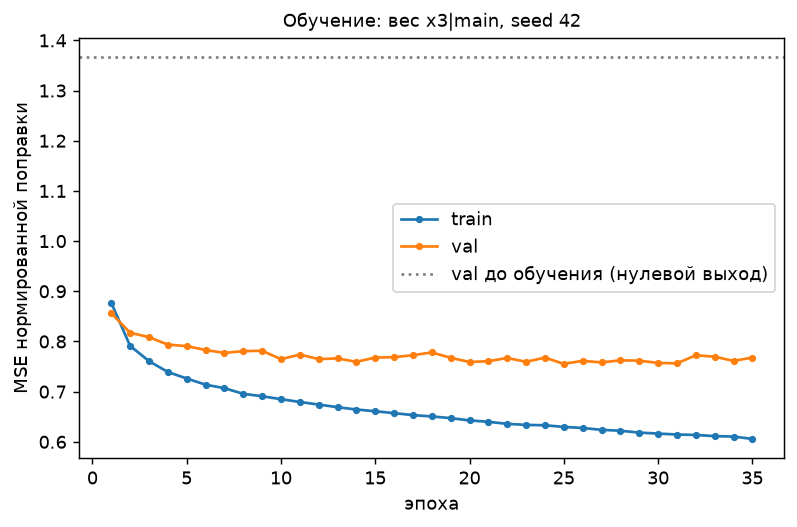 Обучение: вес x3|main, seed 42
MSE нормированной поправки
1.4
1.3
1.2
1.1
1.0
0.9
0.8
0.7
0.6
train
val
val до обучения (нулевой выход)
0 5 10 15 20 25 30 35
эпоха